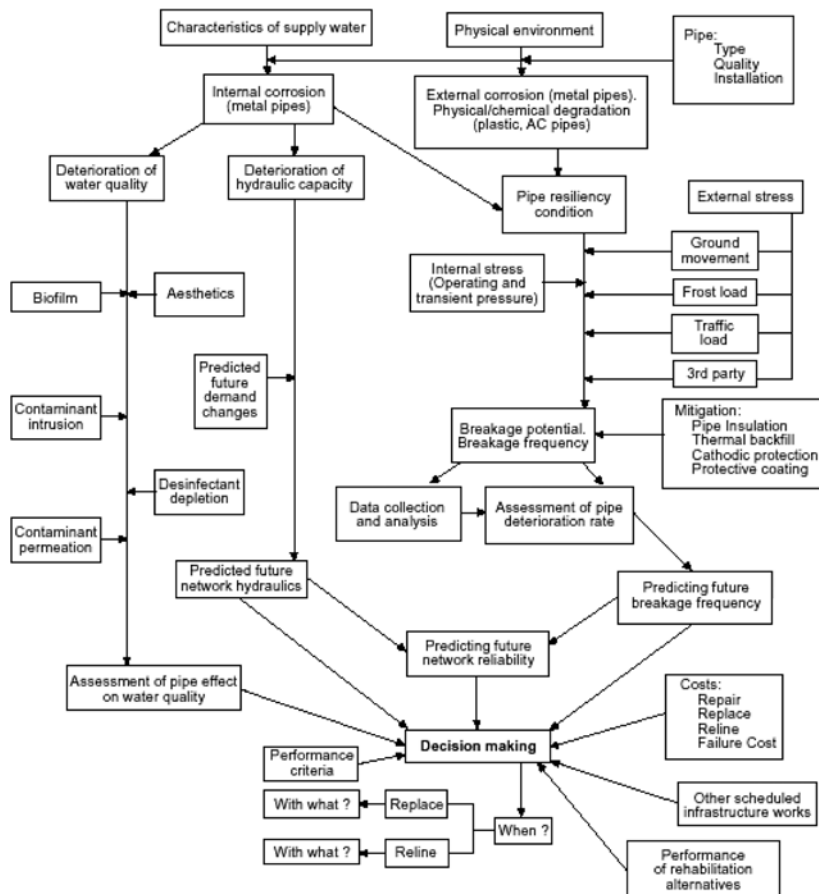 Characteristics of supply water
Physical environment
Pipe:
Type
Quality
Installation
Internal corrosion
(metal pipes)
External corrosion (metal pipes).
Physical/chemical degradation
(plastic, AC pipes)
Deterioration of
water quality
Deterioration of
hydraulic capacity
Pipe resiliency
condition
External stress
Ground
movement
Internal stress
(Operating and
transient pressure)
Biofilm
Aesthetics
Frost load
Traffic
load
Predicted
future
demand
changes
3rd party
Contaminant
intrusion
Breakage potential.
Breakage frequency
Mitigation:
Pipe Insulation
Thermal backfill
Cathodic protection
Protective coating
Desinfectant
depletion
Data collection
and analysis
Assessment of pipe
deterioration rate
Contaminant
permeation
Predicted future
network hydraulics
Predicting future
breakage frequency
Predicting future
network reliability
Assessment of pipe effect
on water quality
Costs:
Repair
Replace
Reline
Failure Cost
Decision making
Performance
criteria
With what ?
Replace
When ?
Other scheduled
infrastructure works
With what ?
Reline
Performance
of rehabilitation
alternatives